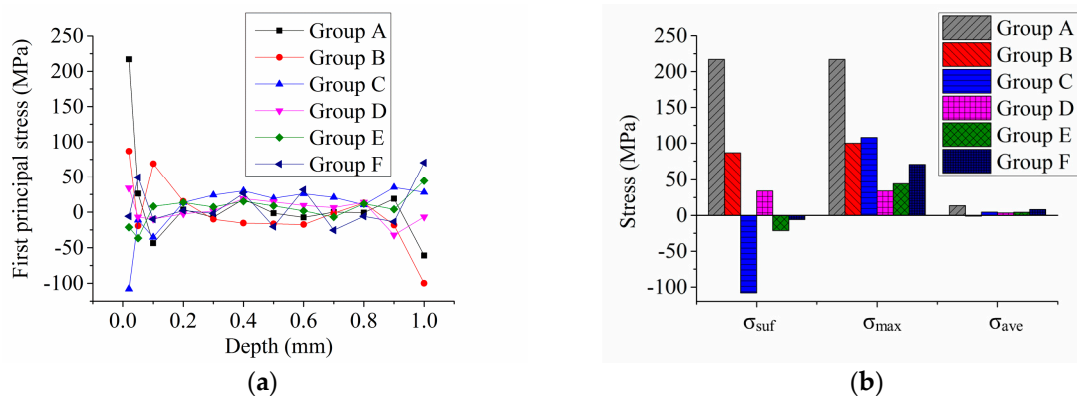 250
200
150
100
50
0
-50
-100
0.0 0.2 0.4 0.6 0.8 1.0
First principal stress (MPa)
Depth (mm)
Group A
Group B
Group C
Group D
Group E
Group F
(a)
250
200
150
100
50
0
-50
-100
σsuf σmax σave
Stress (MPa)
Group A
Group B
Group C
Group D
Group E
Group F
(b)